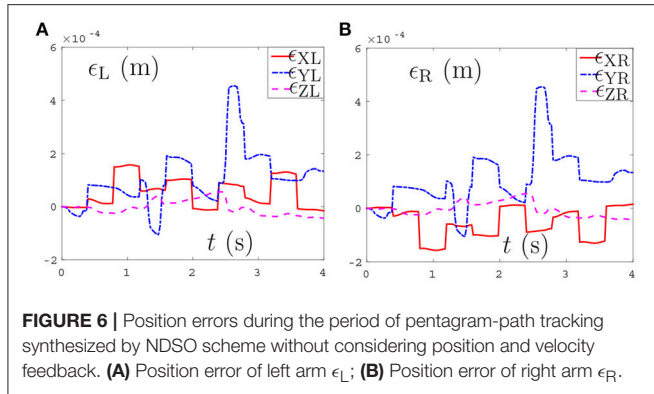 A
6 ×10⁻⁴
ϵL (m)
ϵXL
ϵYL
ϵZL
4
2
0
-2
0 1 2 3 4
t (s)
B
6 ×10⁻⁴
ϵR (m)
ϵXR
ϵYR
ϵZR
4
2
0
-2
0 1 2 3 4
t (s)
FIGURE 6 | Position errors during the period of pentagram-path tracking
synthesized by NDSO scheme without considering position and velocity
feedback. (A) Position error of left arm ϵL; (B) Position error of right arm ϵR.